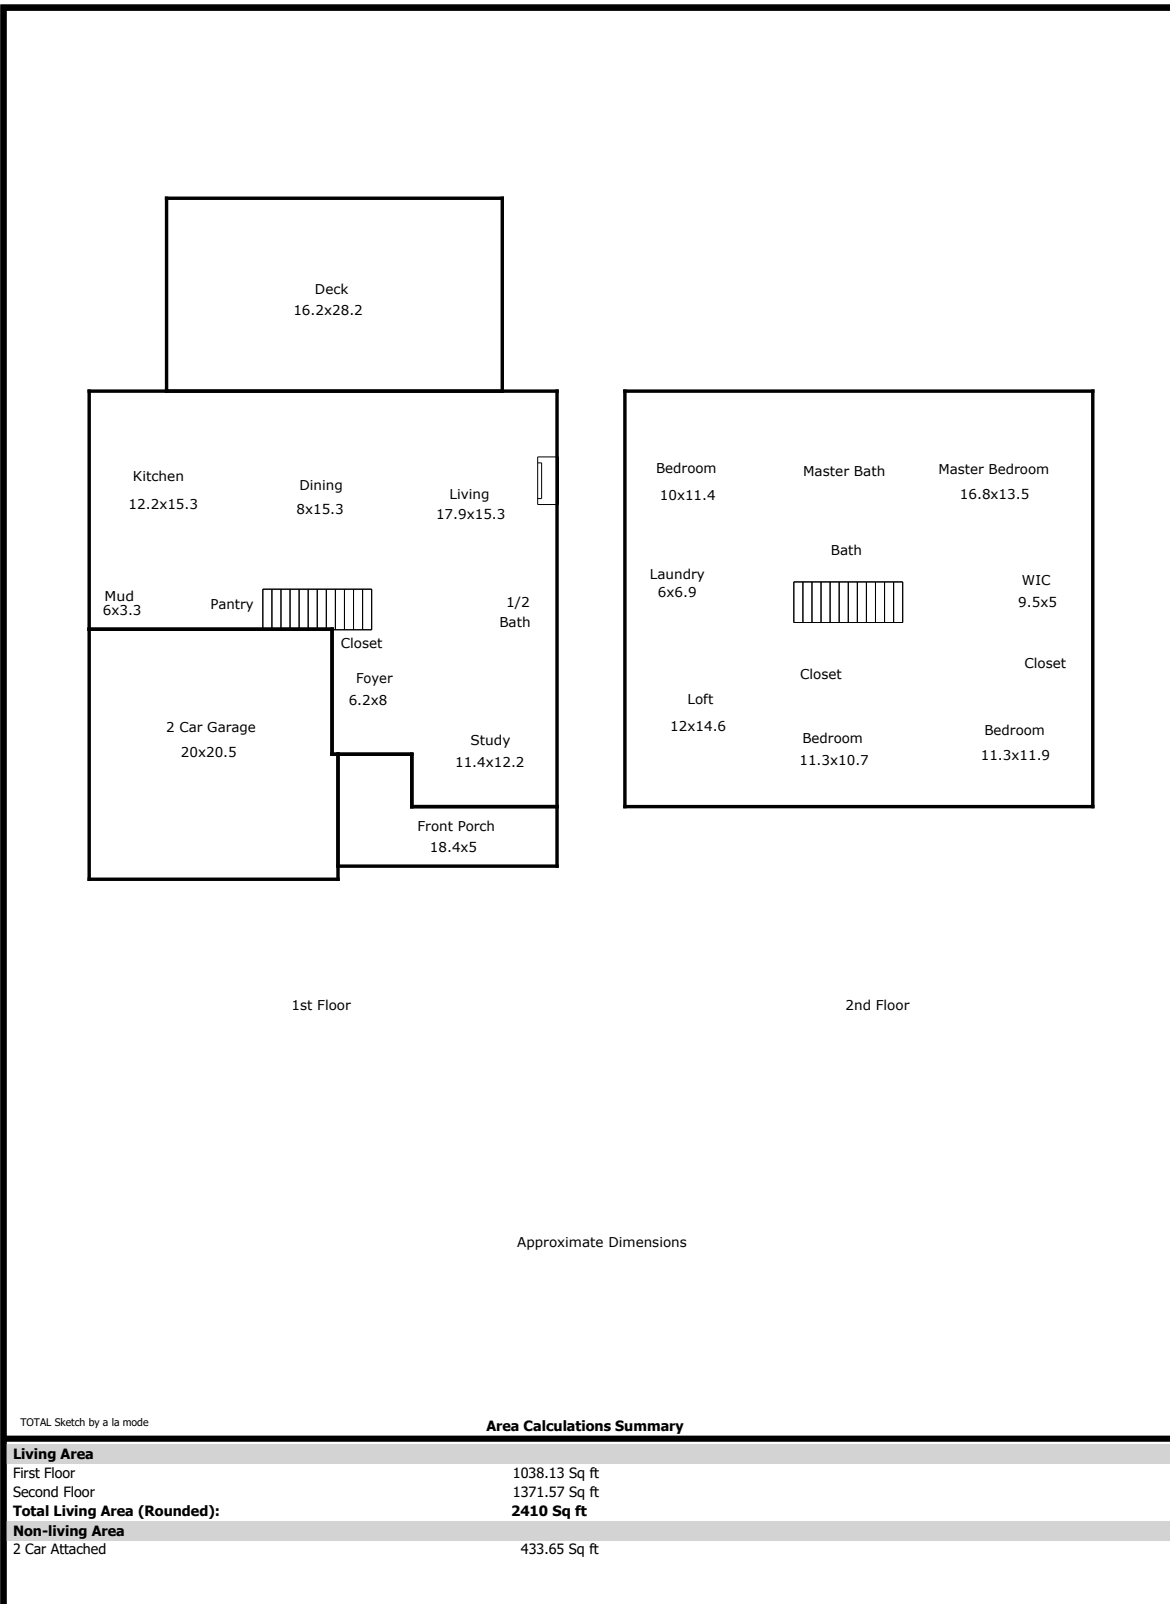 Deck
16.2x28.2
Kitchen
12.2x15.3
Dining
8x15.3
Living
17.9x15.3
Mud
6x3.3
Pantry
1/2
Bath
Closet
Foyer
6.2x8
2 Car Garage
20x20.5
Study
11.4x12.2
Front Porch
18.4x5
1st Floor
Bedroom
10x11.4
Master Bath
Master Bedroom
16.8x13.5
Bath
Laundry
6x6.9
WIC
9.5x5
Closet
Closet
Loft
12x14.6
Bedroom
11.3x10.7
Bedroom
11.3x11.9
2nd Floor
Approximate Dimensions
TOTAL Sketch by a la mode
Area Calculations Summary
Living Area
First Floor 1038.13 Sq ft
Second Floor 1371.57 Sq ft
Total Living Area (Rounded): 2410 Sq ft
Non-living Area
2 Car Attached 433.65 Sq ft